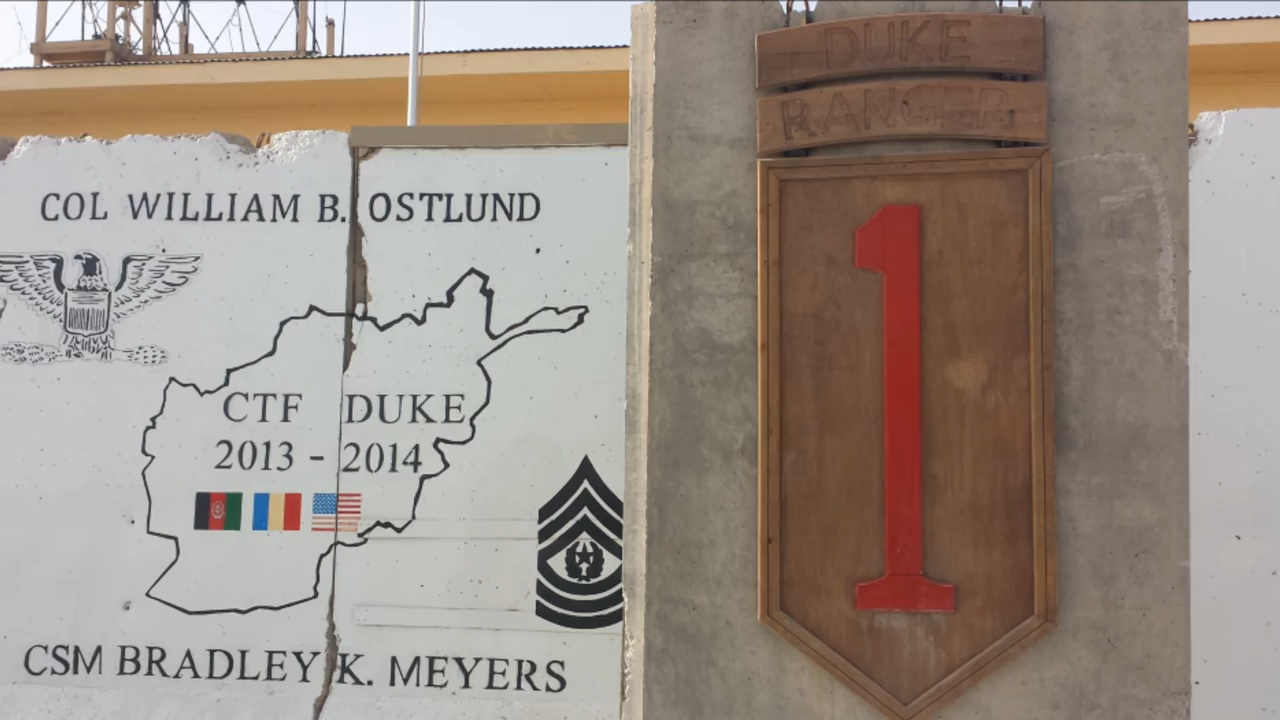 COL WILLIAM B. OSTLUND
CTF DUKE
2013 - 2014
CSM BRADLEY K. MEYERS
DUKE
RANGER
1